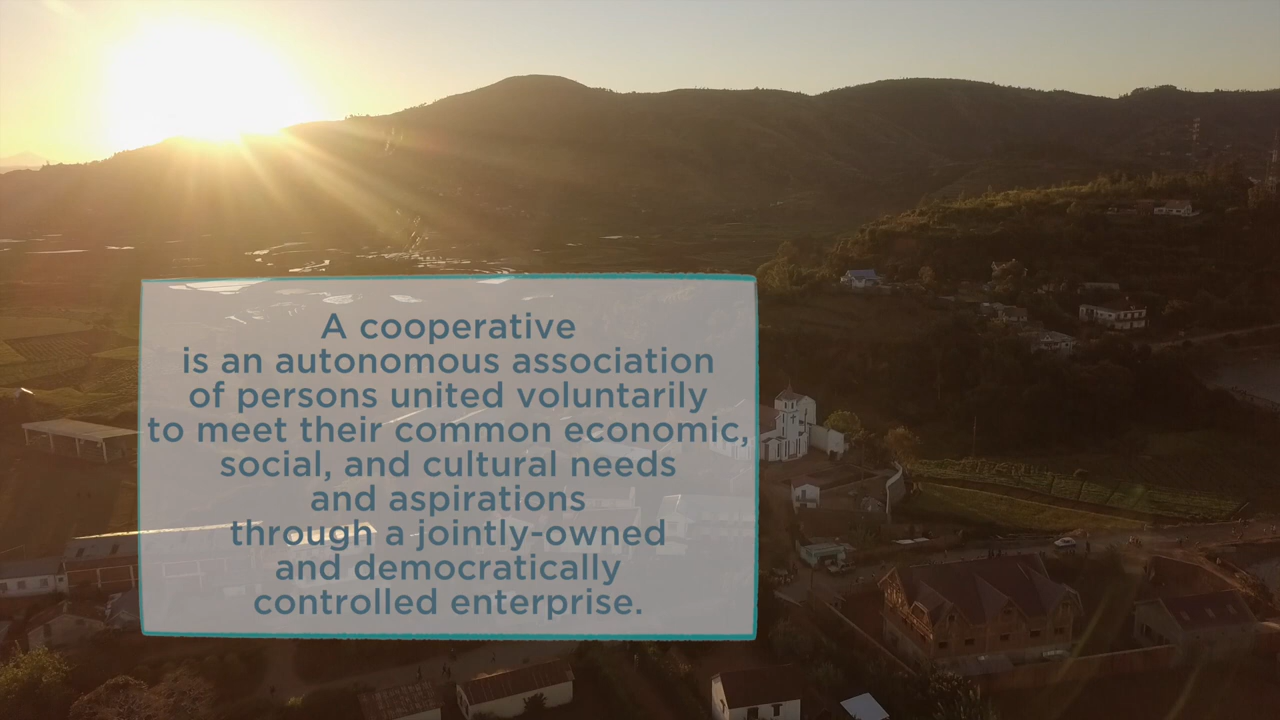 A cooperative
is an autonomous association
of persons united voluntarily
to meet their common economic,
social, and cultural needs
and aspirations
through a jointly-owned
and democratically
controlled enterprise.